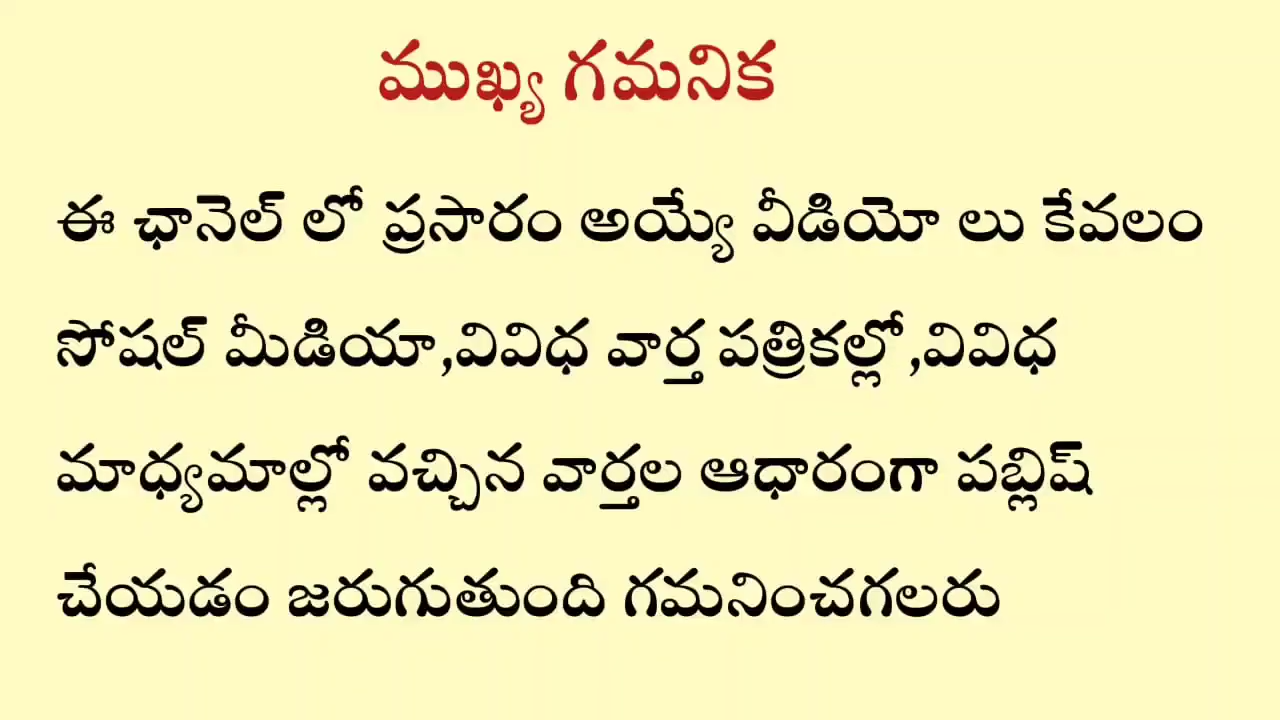 ముఖ్య గమనిక
ఈ ఛానెల్ లో ప్రసారం అయ్యే వీడియో లు కేవలం
సోషల్ మీడియా,వివిధ వార్త పత్రికల్లో,వివిధ
మాధ్యమాల్లో వచ్చిన వార్తల ఆధారంగా పబ్లిష్
చేయడం జరుగుతుంది గమనించగలరు